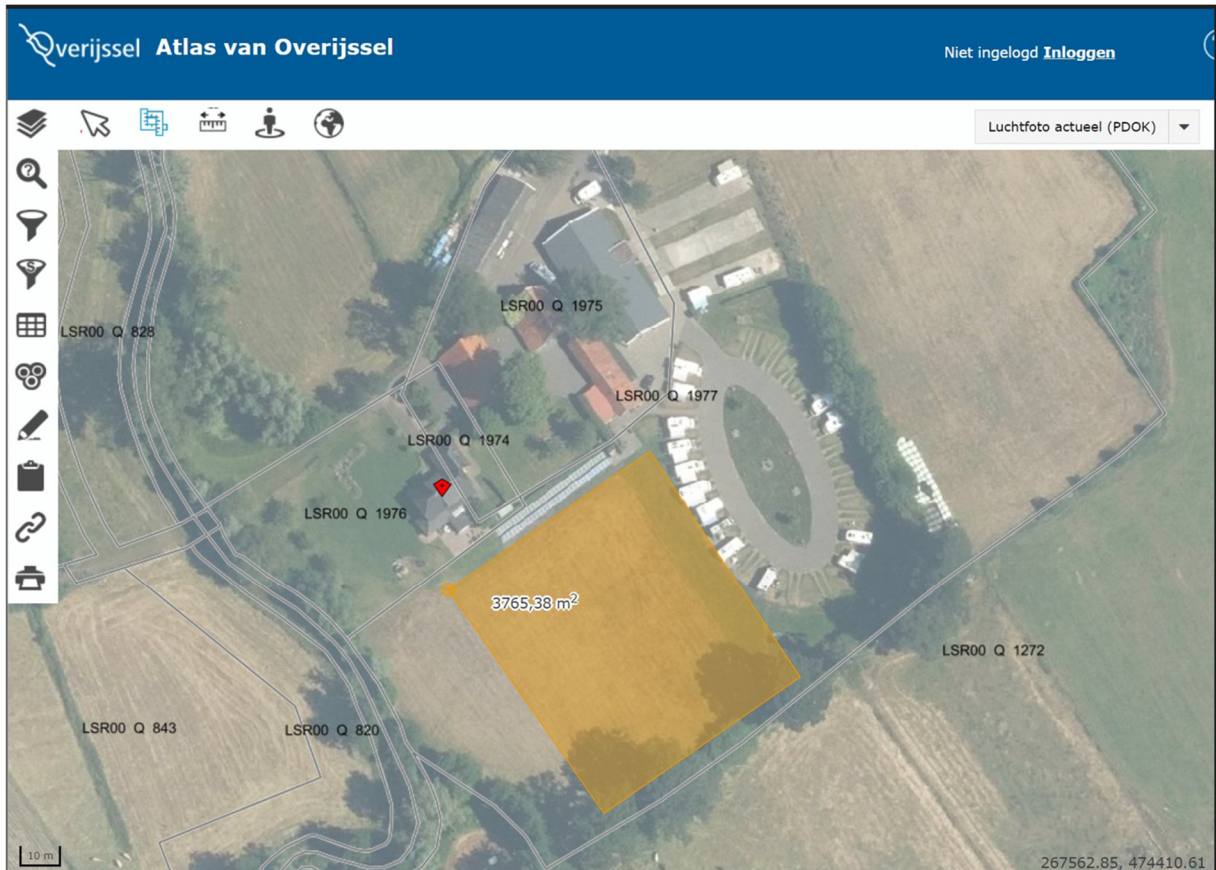 Overijssel Atlas van Overijssel
Niet ingelogd Inloggen
Luchtfoto actueel (PDOK)
LSR00 Q 1975
LSR00 Q 828
LSR00 Q 1977
LSR00 Q 1974
LSR00 Q 1976
3765,38 m²
LSR00 Q 1272
LSR00 Q 843
LSR00 Q 820
10 m
267562.85, 474410.61